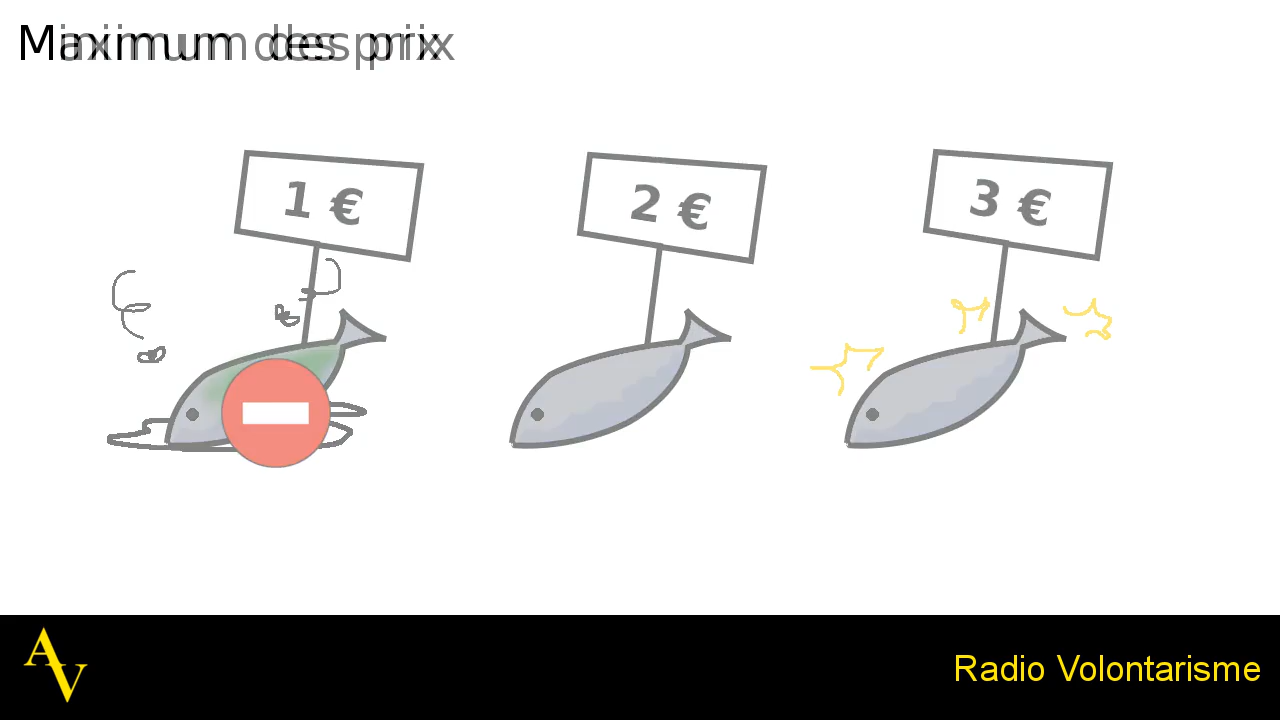 Maximum des prix
1 €
2 €
3 €
AV
Radio Volontarisme